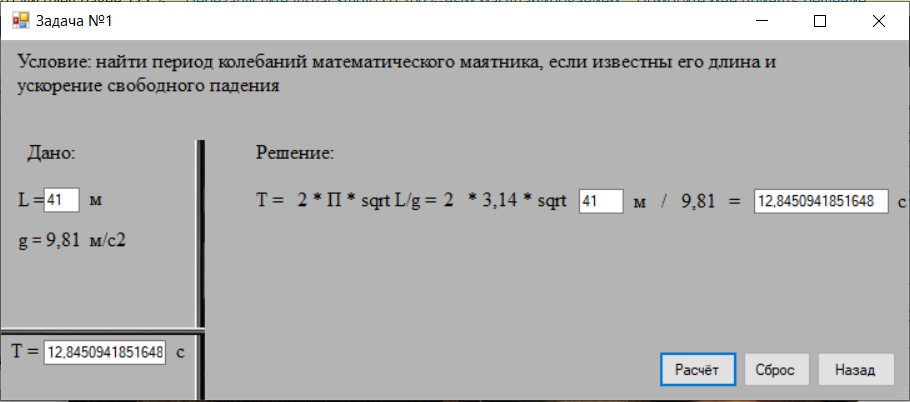 Задача №1
Условие: найти период колебаний математического маятника, если известны его длина и
ускорение свободного падения
Дано:
L = 41 м
g = 9,81 м/с2
T = 12,8450941851648 с
Решение:
T = 2 * П * sqrt L/g = 2 * 3,14 * sqrt 41 м / 9,81 = 12,8450941851648 с
Расчёт Сброс Назад